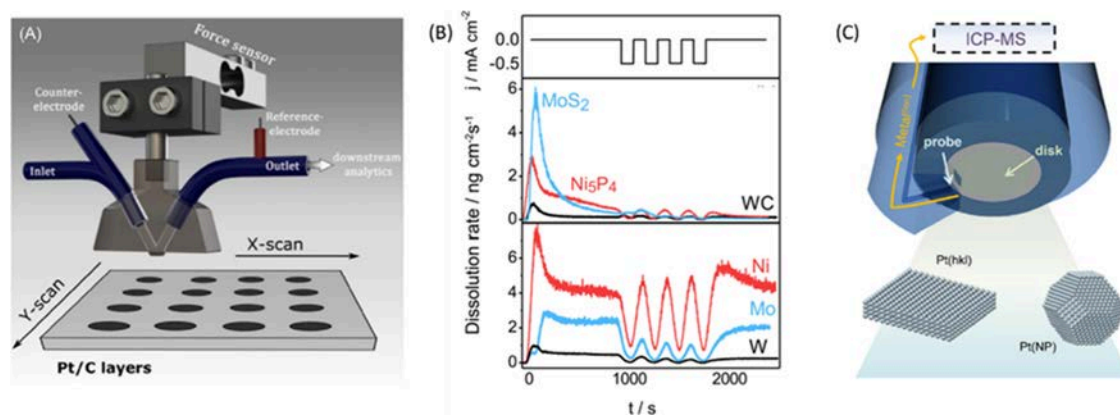 (A)
Force sensor
Counter-
electrode
Reference-
electrode
Inlet
Outlet
downstream
analytics
X-scan
Y-scan
Pt/C layers
(B)
j / mA cm⁻²
0.0
-0.5
Dissolution rate / ng cm⁻²s⁻¹
6
4
2
0
MoS₂
Ni₅P₄
WC
8
6
4
2
0
Ni
Mo
W
0
1000
2000
t / s
(C)
ICP-MS
probe
disk
Pt(hkl)
Pt(NP)